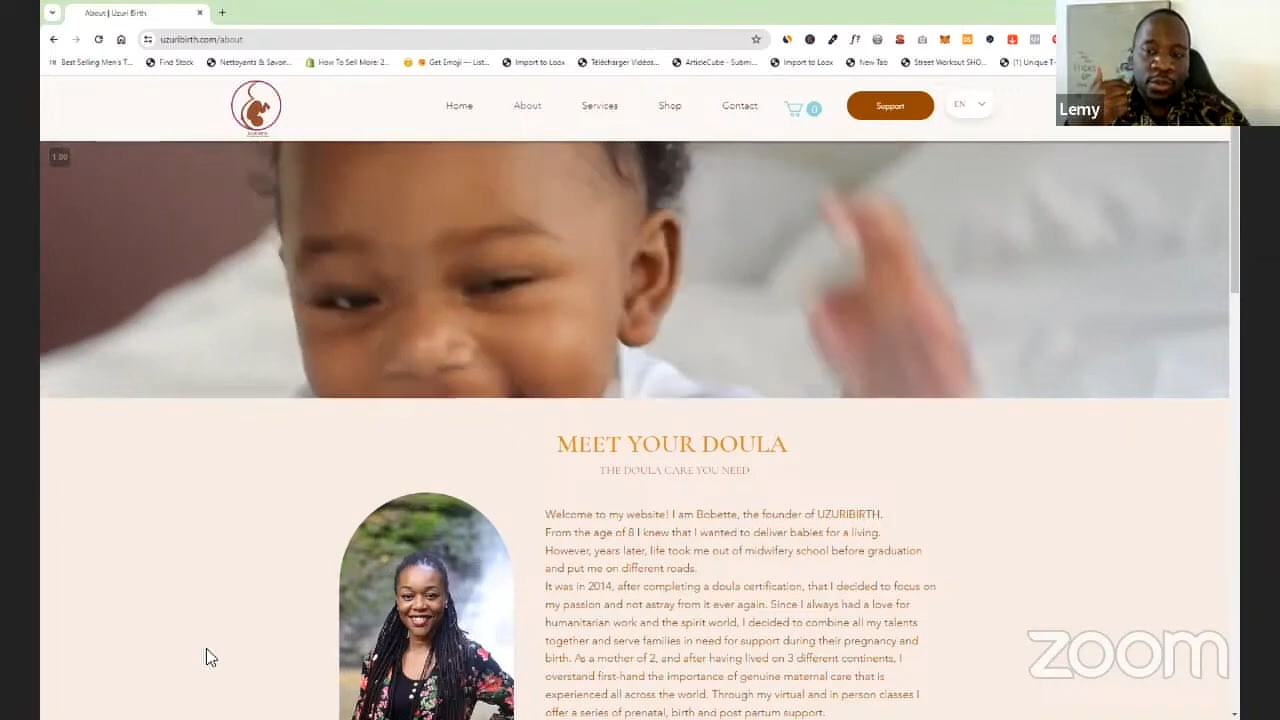 About | Uzuri Birth
uzuribirth.com/about
Best Selling Men's T...
Find Stock
Nettoyants & Savon...
How To Sell More: 2...
Get Emoji — List...
Import to Loox
Télécharger Vidéos...
ArticleCube - Submi...
Import to Loox
New Tab
Street Workout SHO...
(1) Unique T
Lemy
Home
About
Services
Shop
Contact
0
Support
EN
1.00
MEET YOUR DOULA
THE DOULA CARE YOU NEED
Welcome to my website! I am Bobette, the founder of UZURIBIRTH.
From the age of 8 I knew that I wanted to deliver babies for a living.
However, years later, life took me out of midwifery school before graduation
and put me on different roads.
It was in 2014, after completing a doula certification, that I decided to focus on
my passion and not astray from it ever again. Since I always had a love for
humanitarian work and the spirit world, I decided to combine all my talents
together and serve families in need for support during their pregnancy and
birth. As a mother of 2, and after having lived on 3 different continents, I
overstand first-hand the importance of genuine maternal care that is
experienced all across the world. Through my virtual and in person classes I
offer a series of prenatal, birth and post partum support.
zoom